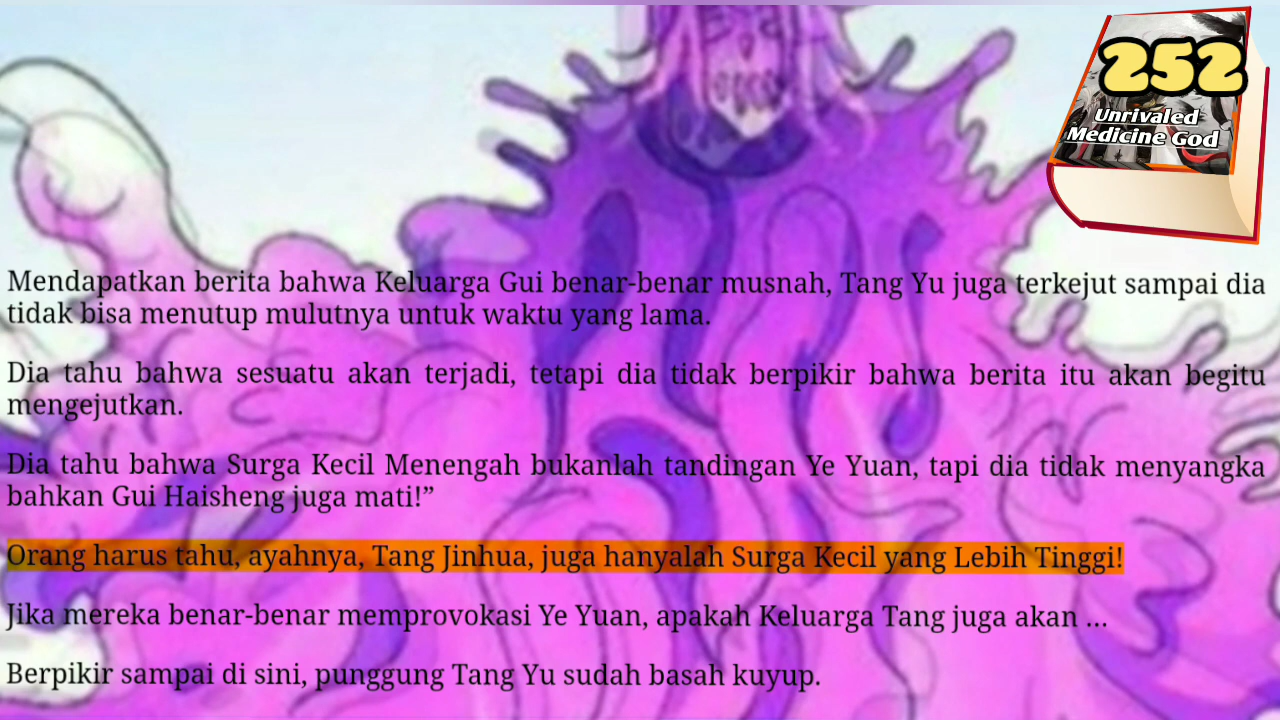 252
Unrivaled
Medicine God
Mendapatkan berita bahwa Keluarga Gui benar-benar musnah, Tang Yu juga terkejut sampai dia
tidak bisa menutup mulutnya untuk waktu yang lama.
Dia tahu bahwa sesuatu akan terjadi, tetapi dia tidak berpikir bahwa berita itu akan begitu
mengejutkan.
Dia tahu bahwa Surga Kecil Menengah bukanlah tandingan Ye Yuan, tapi dia tidak menyangka
bahkan Gui Haisheng juga mati!”
Orang harus tahu, ayahnya, Tang Jinhua, juga hanyalah Surga Kecil yang Lebih Tinggi!
Jika mereka benar-benar memprovokasi Ye Yuan, apakah Keluarga Tang juga akan ...
Berpikir sampai di sini, punggung Tang Yu sudah basah kuyup.